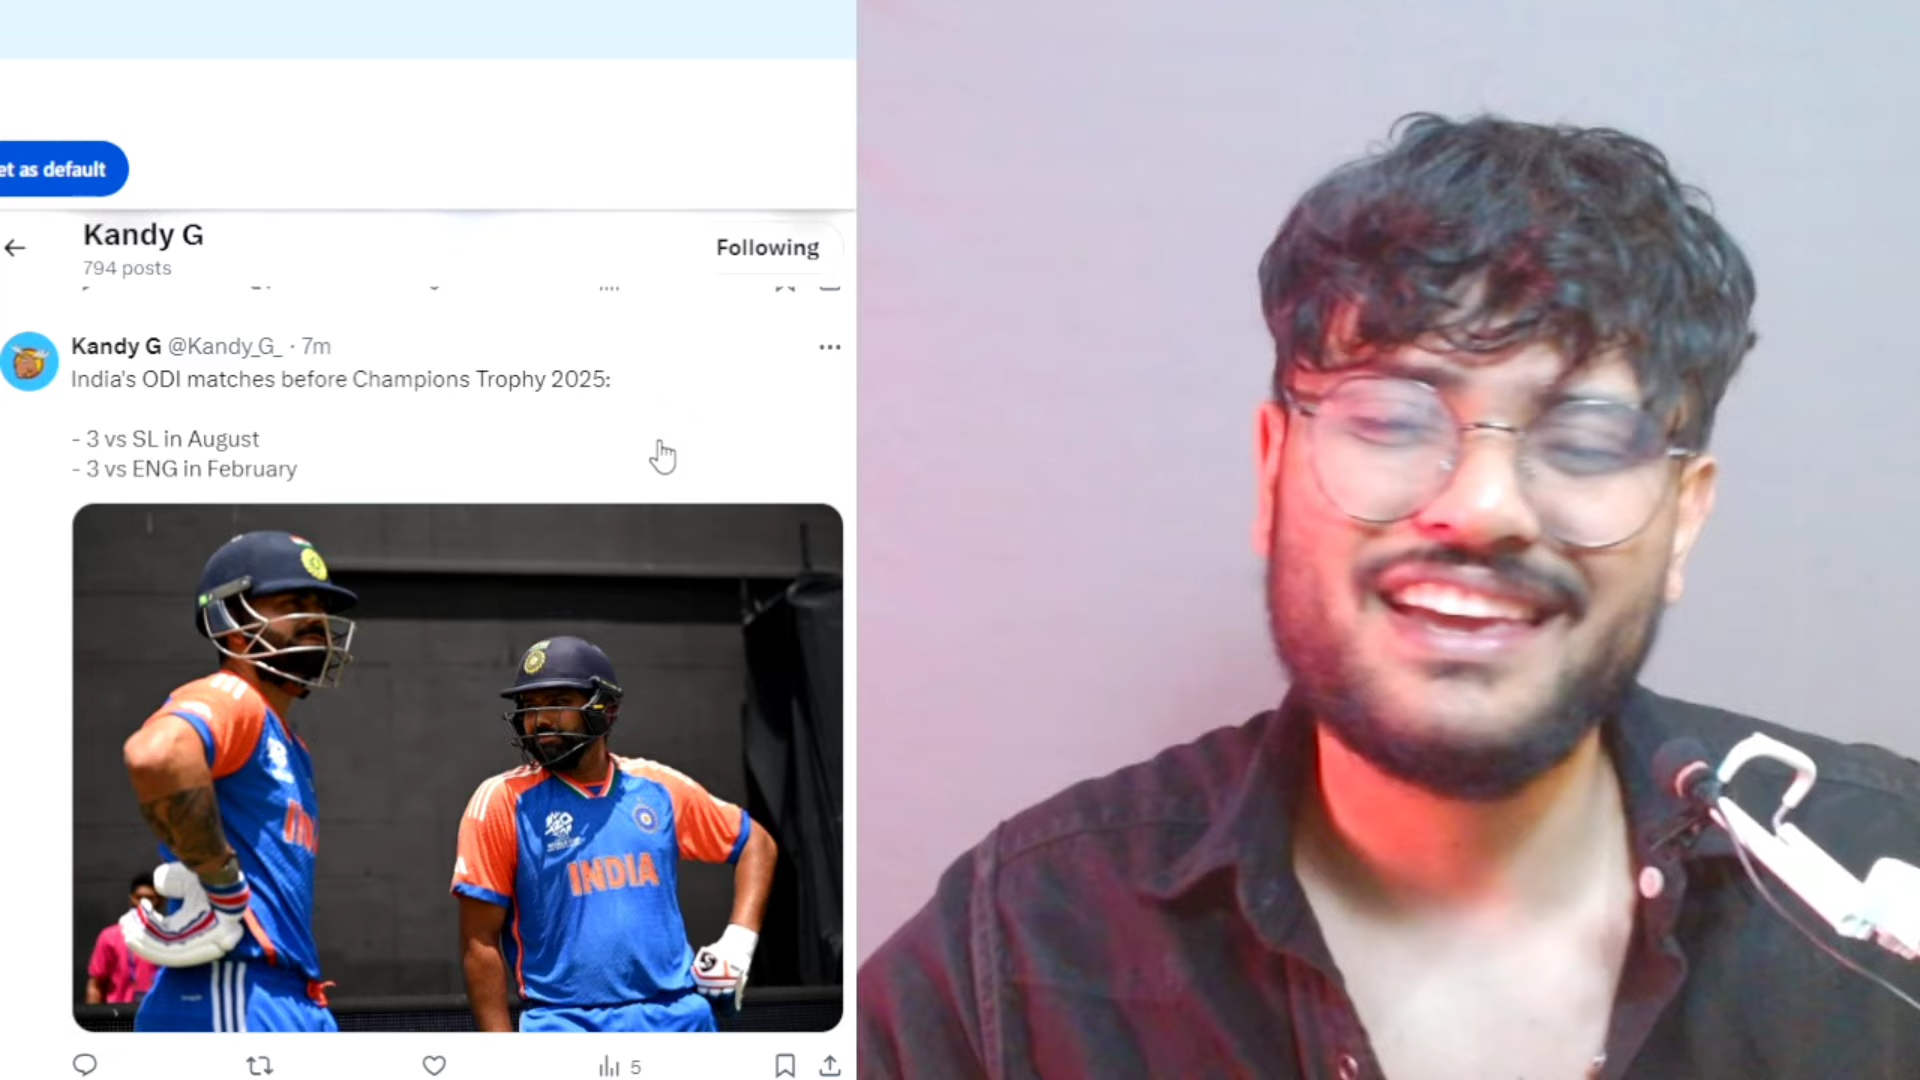 et as default
Kandy G
794 posts
Following
Kandy G @Kandy_G_ · 7m
India's ODI matches before Champions Trophy 2025:
- 3 vs SL in August
- 3 vs ENG in February
INDIA
5